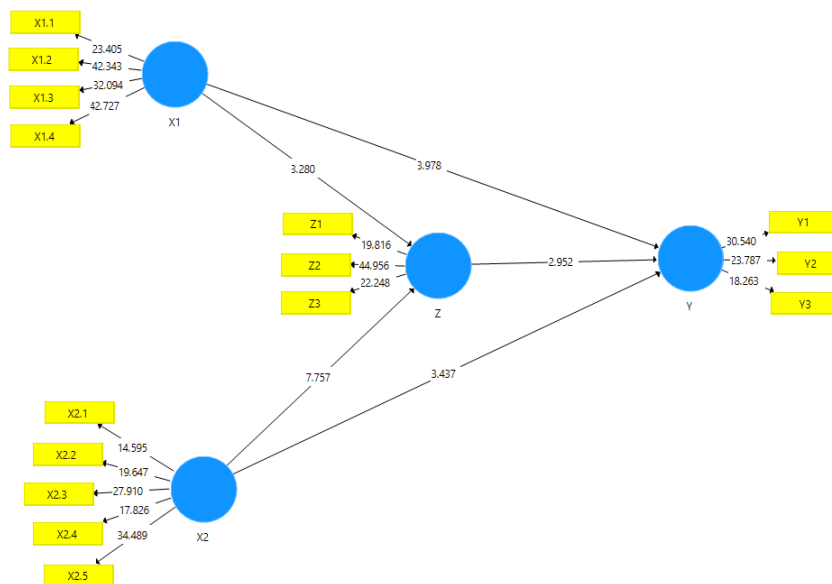 X1.1
23.405
X1.2
42.343
X1.3
32.094
X1.4
42.727
X1
3.280
3.978
Z1
19.816
Z2
44.956
Z3
22.248
Z
2.952
Y1
30.540
Y2
23.787
Y3
18.263
Y
7.757
3.437
X2.1
14.595
X2.2
19.647
X2.3
27.910
X2.4
17.826
X2.5
34.489
X2